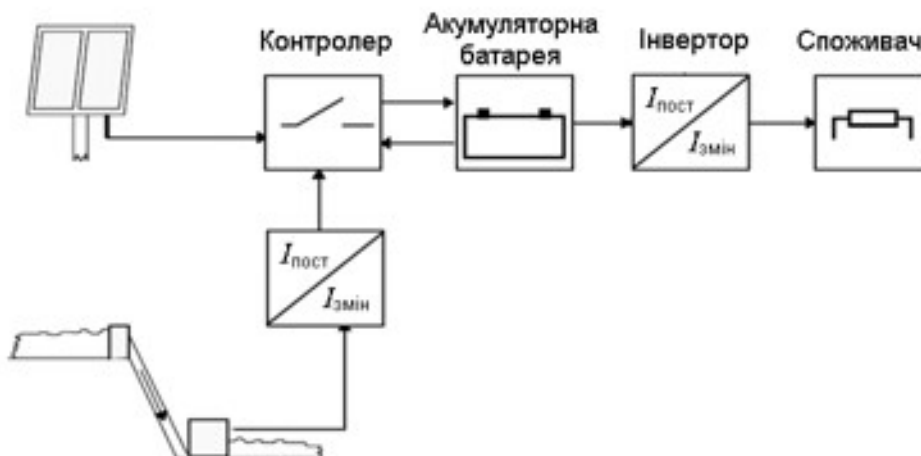 Контролер
Акумуляторна
батарея
Інвертор
Споживач
Iпост
Iзмін
Iпост
Iзмін